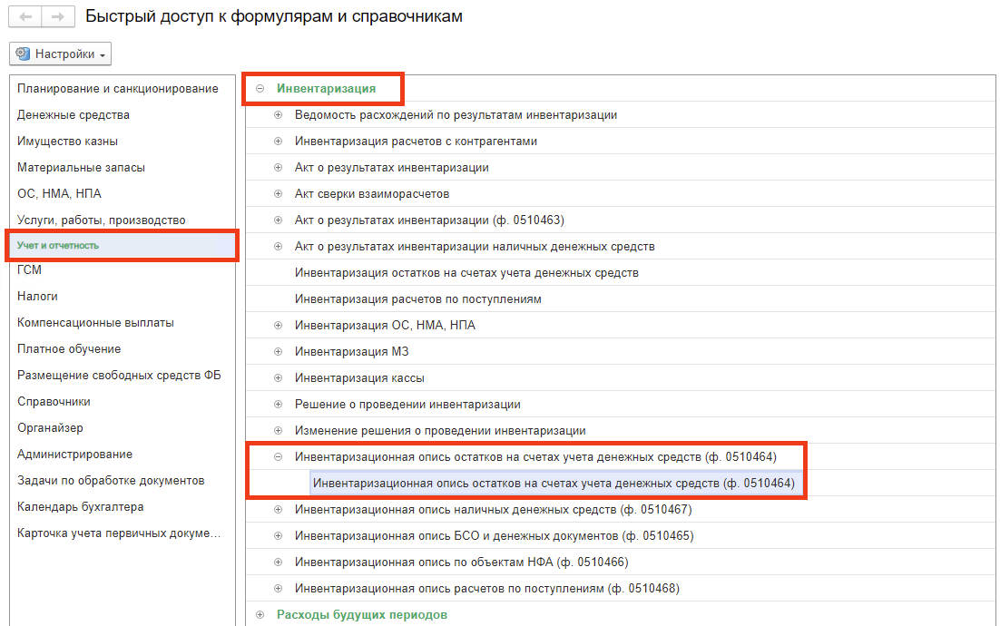 Быстрый доступ к формулярам и справочникам
Настройки
Планирование и санкционирование
Денежные средства
Имущество казны
Материальные запасы
ОС, НМА, НПА
Услуги, работы, производство
Учет и отчетность
ГСМ
Налоги
Компенсационные выплаты
Платное обучение
Размещение свободных средств ФБ
Справочники
Органайзер
Администрирование
Задачи по обработке документов
Календарь бухгалтера
Карточка учета первичных докуме...
Инвентаризация
Ведомость расхождений по результатам инвентаризации
Инвентаризация расчетов с контрагентами
Акт о результатах инвентаризации
Акт сверки взаиморасчетов
Акт о результатах инвентаризации (ф. 0510463)
Акт о результатах инвентаризации наличных денежных средств
Инвентаризация остатков на счетах учета денежных средств
Инвентаризация расчетов по поступлениям
Инвентаризация ОС, НМА, НПА
Инвентаризация МЗ
Инвентаризация кассы
Решение о проведении инвентаризации
Изменение решения о проведении инвентаризации
Инвентаризационная опись остатков на счетах учета денежных средств (ф. 0510464)
Инвентаризационная опись остатков на счетах учета денежных средств (ф. 0510464)
Инвентаризационная опись наличных денежных средств (ф. 0510467)
Инвентаризационная опись БСО и денежных документов (ф. 0510465)
Инвентаризационная опись по объектам НФА (ф. 0510466)
Инвентаризационная опись расчетов по поступлениям (ф. 0510468)
Расходы будущих периодов